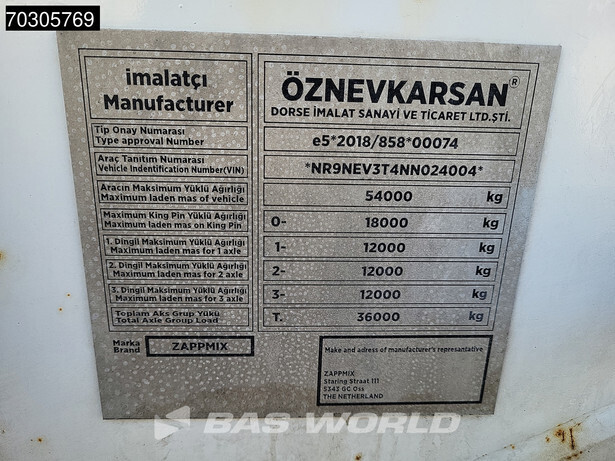 70305769
imalatçı
Manufacturer
ÖZNEVKARSAN®
DORSE İMALAT SANAYİ VE TİCARET LTD.ŞTİ.
Tip Onay Numarası
Type approval Number
e5*2018/858*00074
Araç Tanıtım Numarası
Vehicle Indentification Number(VIN)
*NR9NEV3T4NN024004*
Aracın Maksimum Yüklü Ağırlığı
Maximum laden mas of vehicle
54000 kg
Maximum King Pin Yüklü Ağırlığı
Maximum laden mas on King Pin
0- 18000 kg
1. Dingil Maksimum Yüklü Ağırlığı
Maximum laden mas for 1 axle
1- 12000 kg
2. Dingil Maksimum Yüklü Ağırlığı
Maximum laden mas for 2 axle
2- 12000 kg
3. Dingil Maksimum Yüklü Ağırlığı
Maximum laden mas for 3 axle
3- 12000 kg
Toplam Aks Grup Yükü
Total Axle Group Load
T. 36000 kg
Marka
Brand
ZAPPMIX
Make and adress of manufacturer's represantative
ZAPPMIX
Staring Straat 111
5343 GC Oss
THE NETHERLAND
BAS WORLD